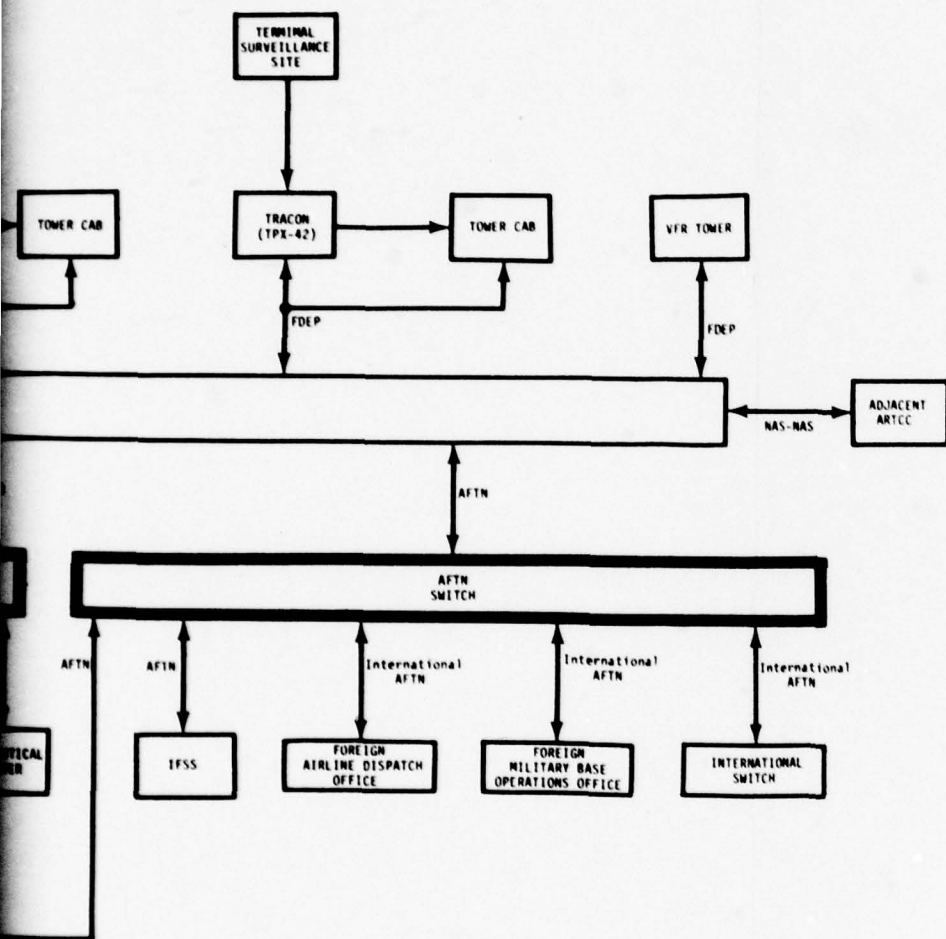 TERMINAL
SURVEILLANCE
SITE
TOWER CAB
TRACON
(TPX-42)
TOWER CAB
VFR TOWER
FDEP
FDEP
NAS-NAS
ADJACENT
ARTCC
AFTN
AFTN
SWITCH
AFTN
AFTN
International
AFTN
International
AFTN
International
AFTN
IFSS
FOREIGN
AIRLINE DISPATCH
OFFICE
FOREIGN
MILITARY BASE
OPERATIONS OFFICE
INTERNATIONAL
SWITCH